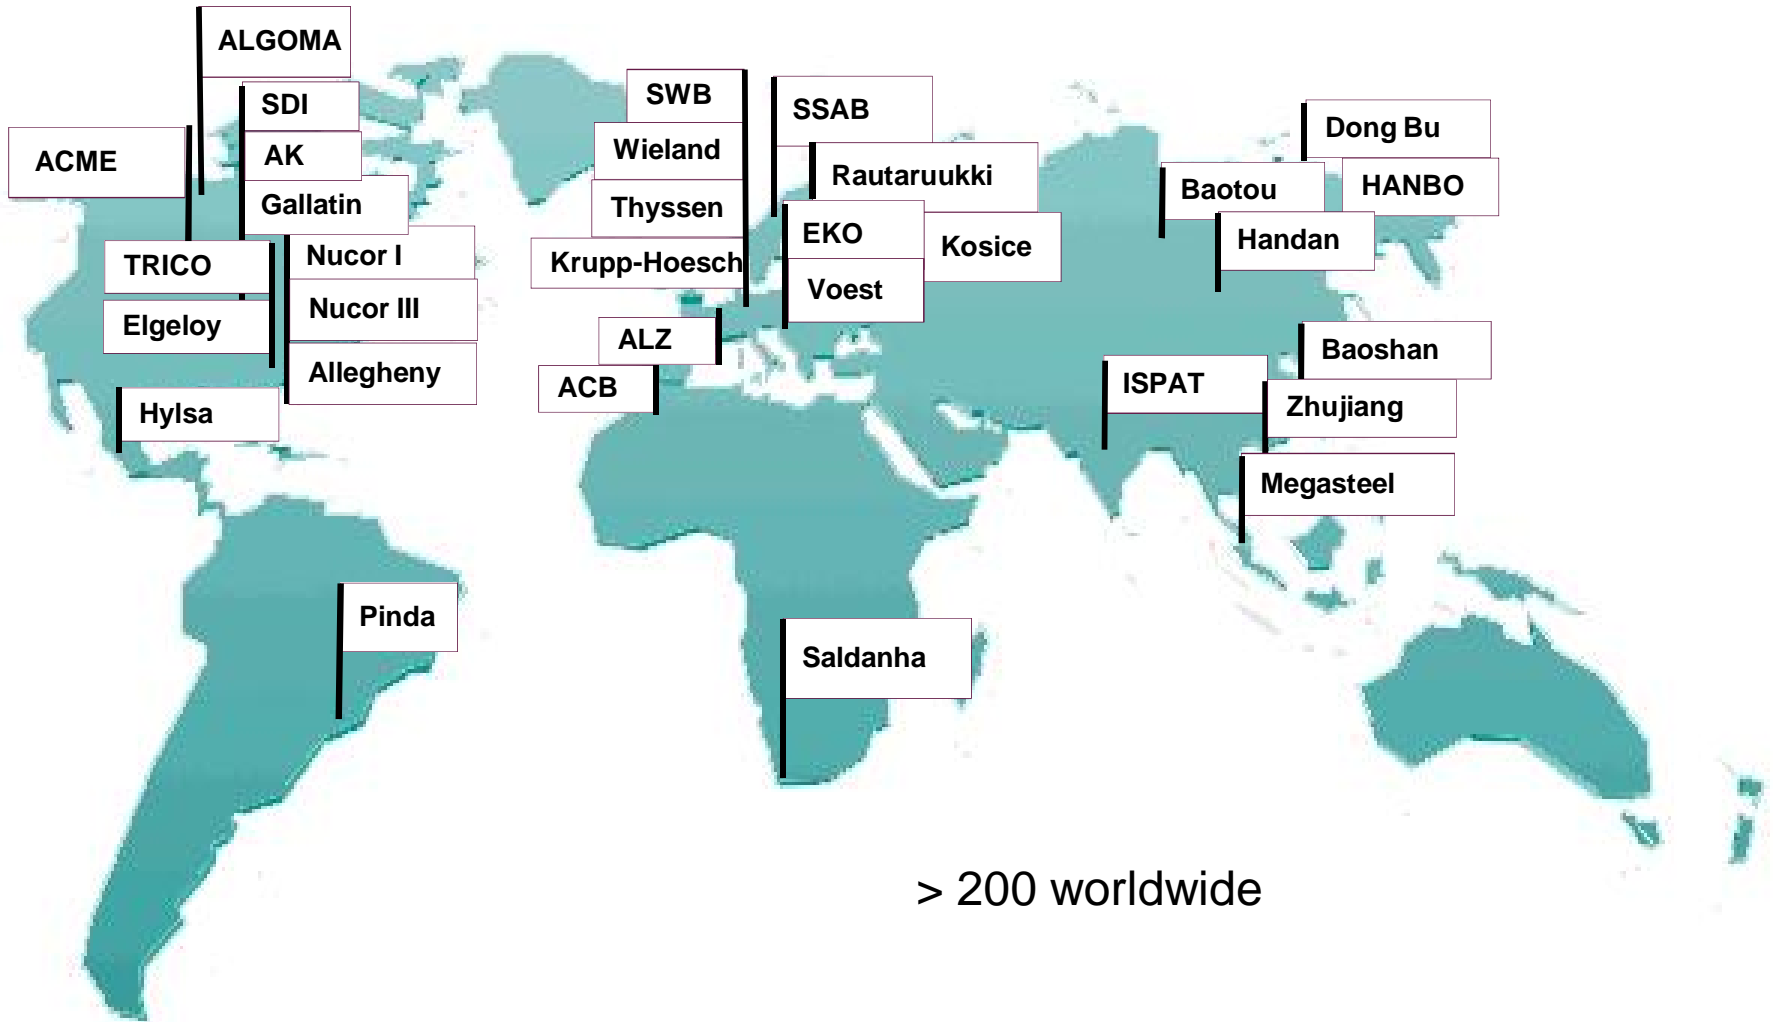 ALGOMA
SDI
AK
ACME
Gallatin
TRICO
Nucor I
Elgeloy
Nucor III
Allegheny
Hylsa
SWB
SSAB
Wieland
Rautaruukki
Thyssen
EKO
Kosice
Krupp-Hoesch
Voest
ALZ
ACB
Dong Bu
Baotou
HANBO
Handan
Baoshan
ISPAT
Zhujiang
Megasteel
Pinda
Saldanha
> 200 worldwide